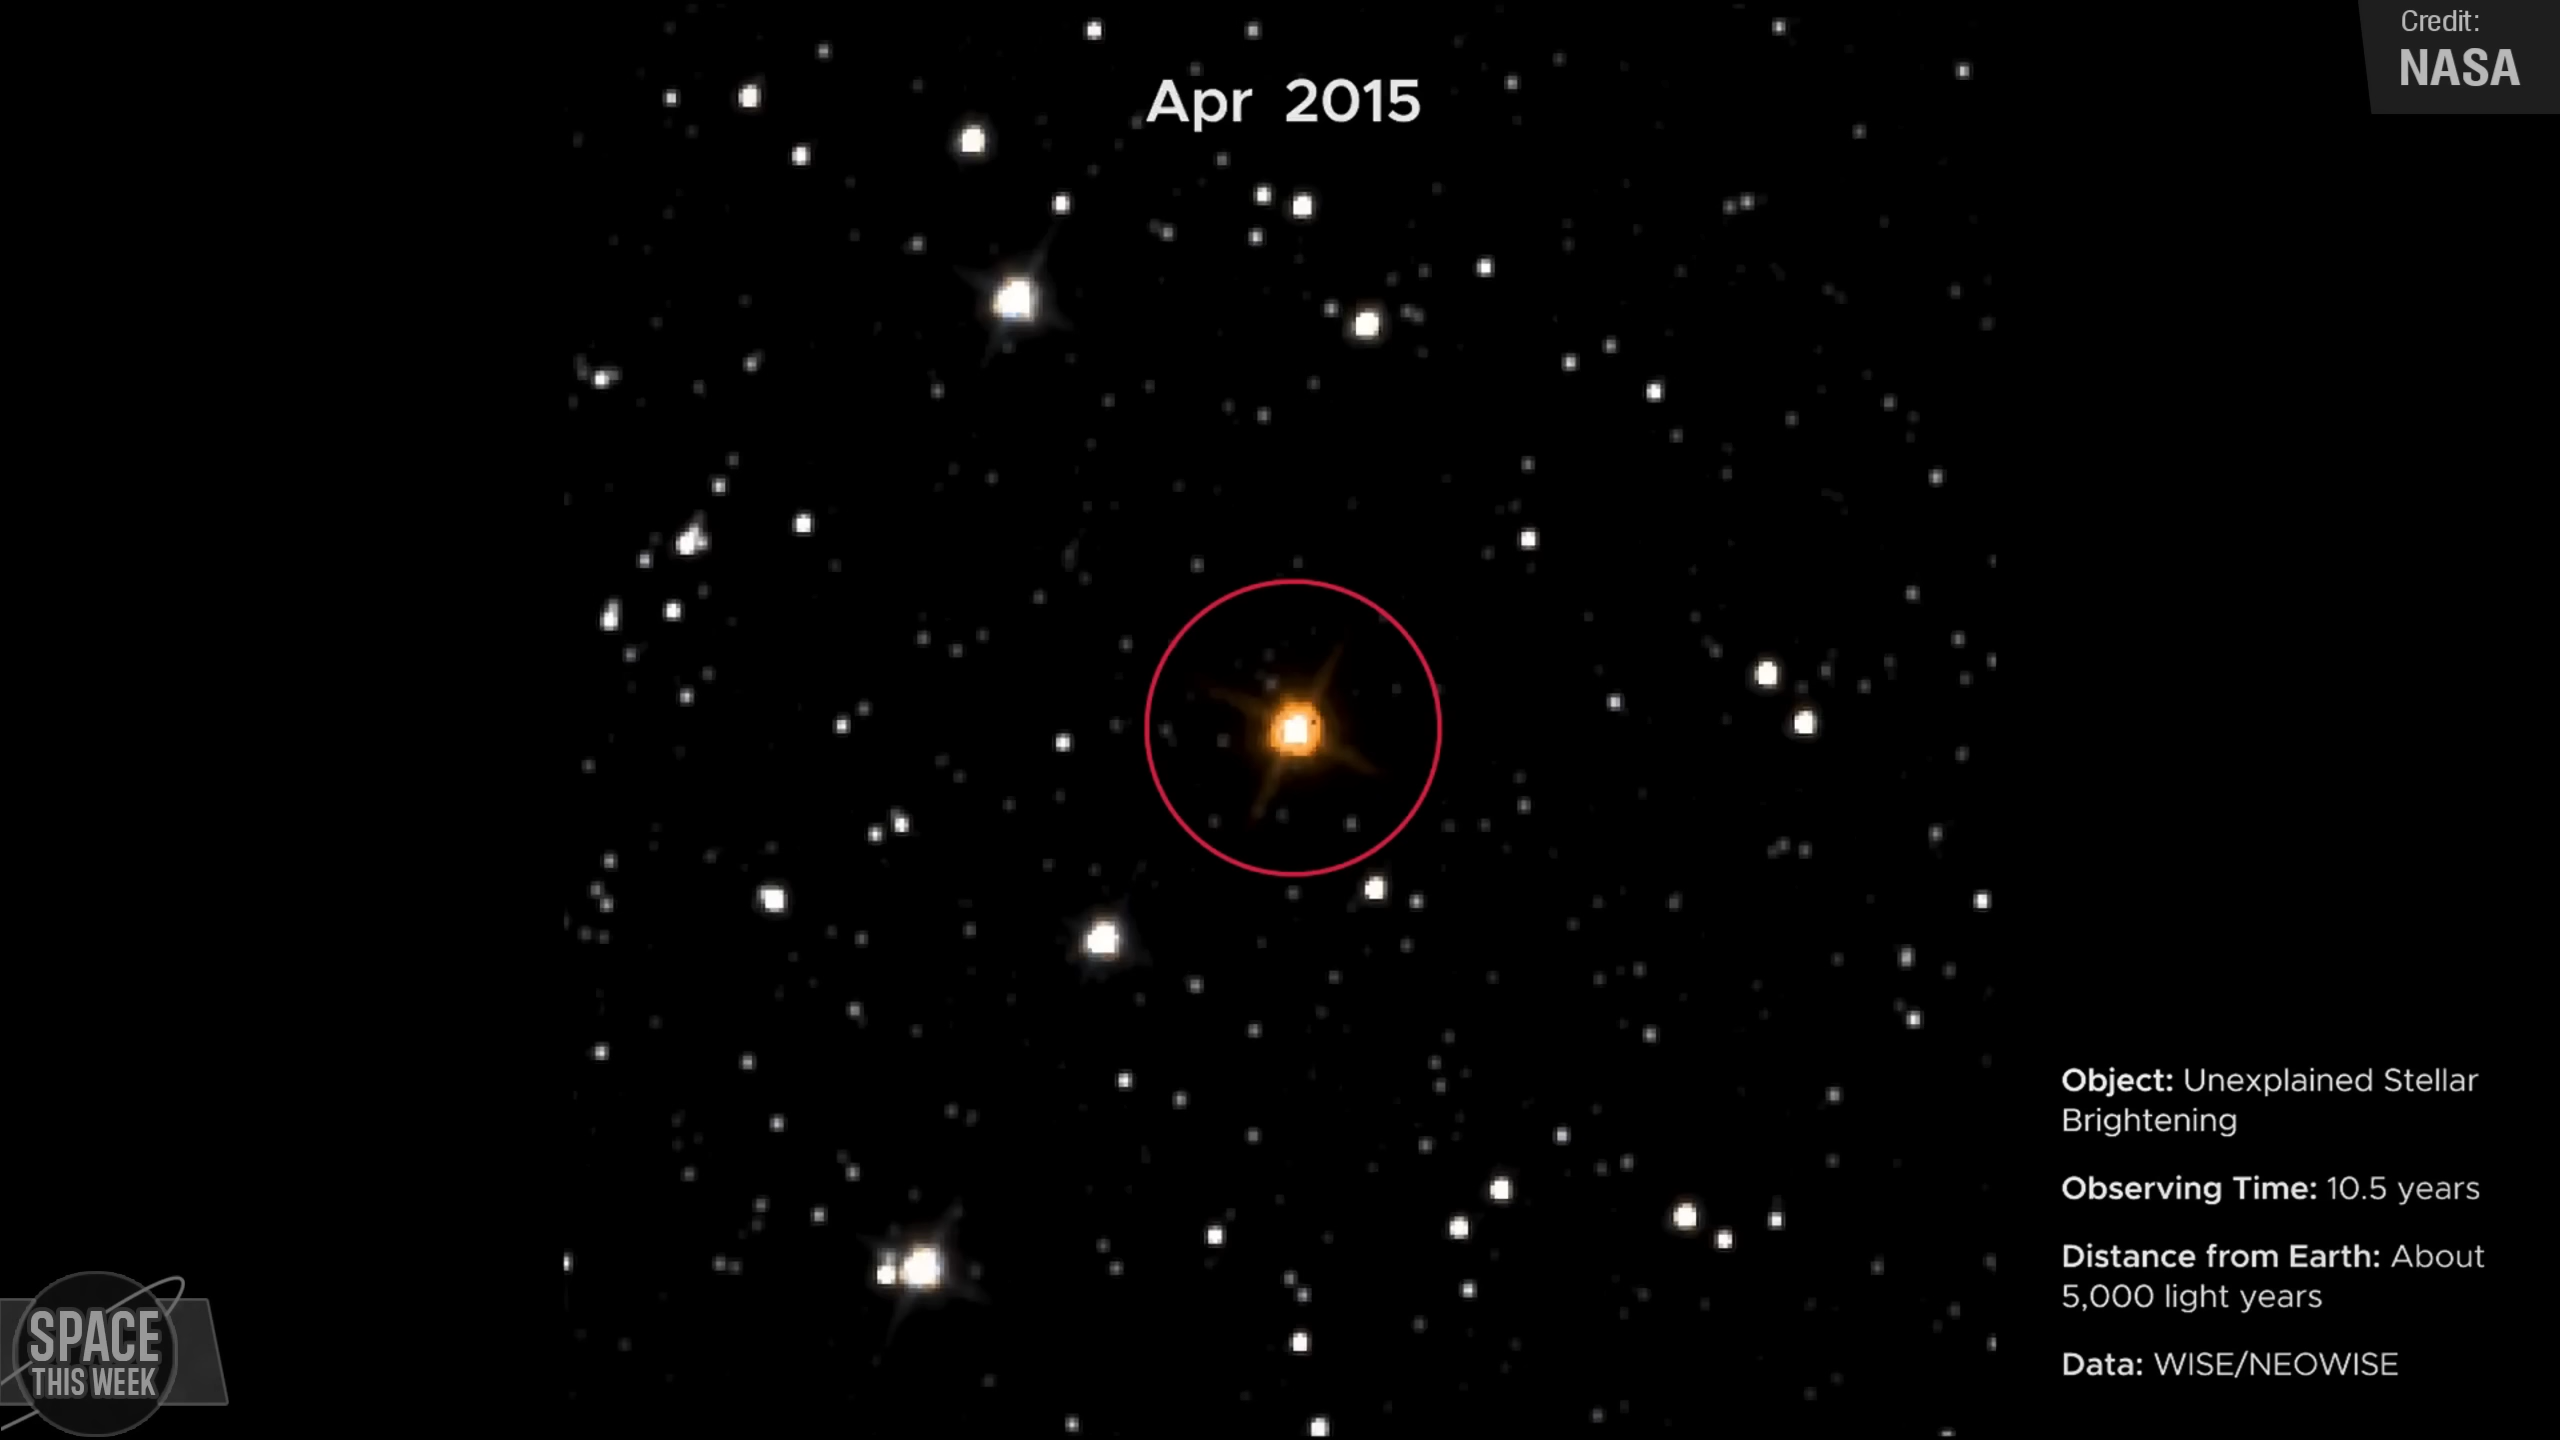 Credit:
NASA
Apr 2015
Object: Unexplained Stellar
Brightening
Observing Time: 10.5 years
Distance from Earth: About
5,000 light years
Data: WISE/NEOWISE
SPACE
THIS WEEK